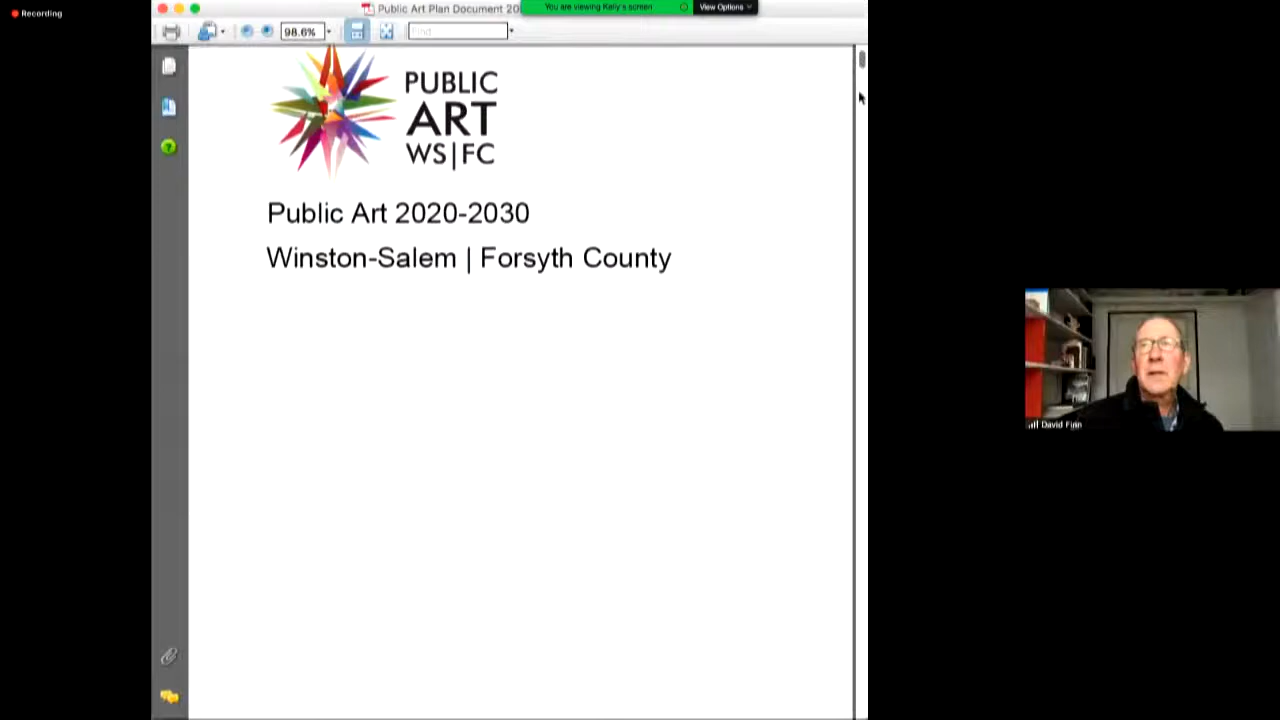 Recording
Public Art Plan Document 20
You are viewing Kelly's screen
View Options
98.6%
Find
PUBLIC
ART
WS|FC
Public Art 2020-2030
Winston-Salem | Forsyth County
David Finn